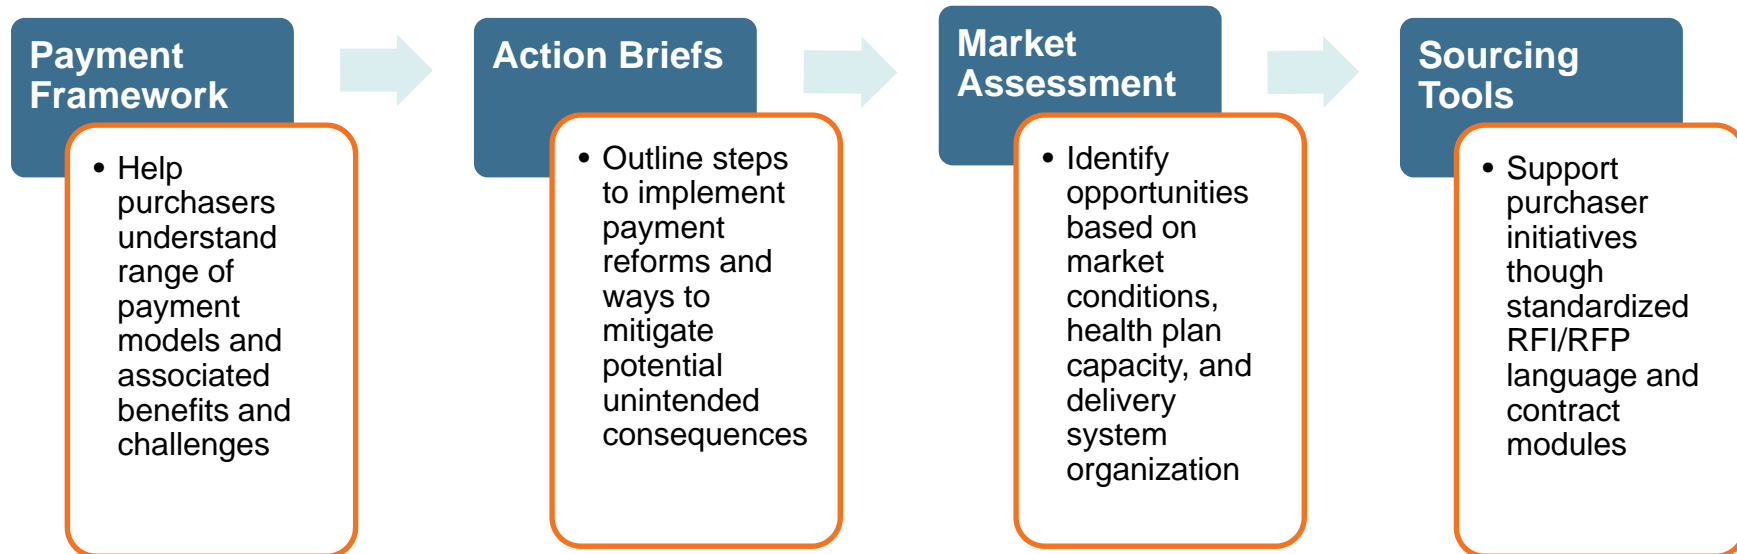 Payment
Framework
• Help
purchasers
understand
range of
payment
models and
associated
benefits and
challenges
Action Briefs
• Outline steps
to implement
payment
reforms and
ways to
mitigate
potential
unintended
consequences
Market
Assessment
• Identify
opportunities
based on
market
conditions,
health plan
capacity, and
delivery
system
organization
Sourcing
Tools
• Support
purchaser
initiatives
though
standardized
RFI/RFP
language and
contract
modules